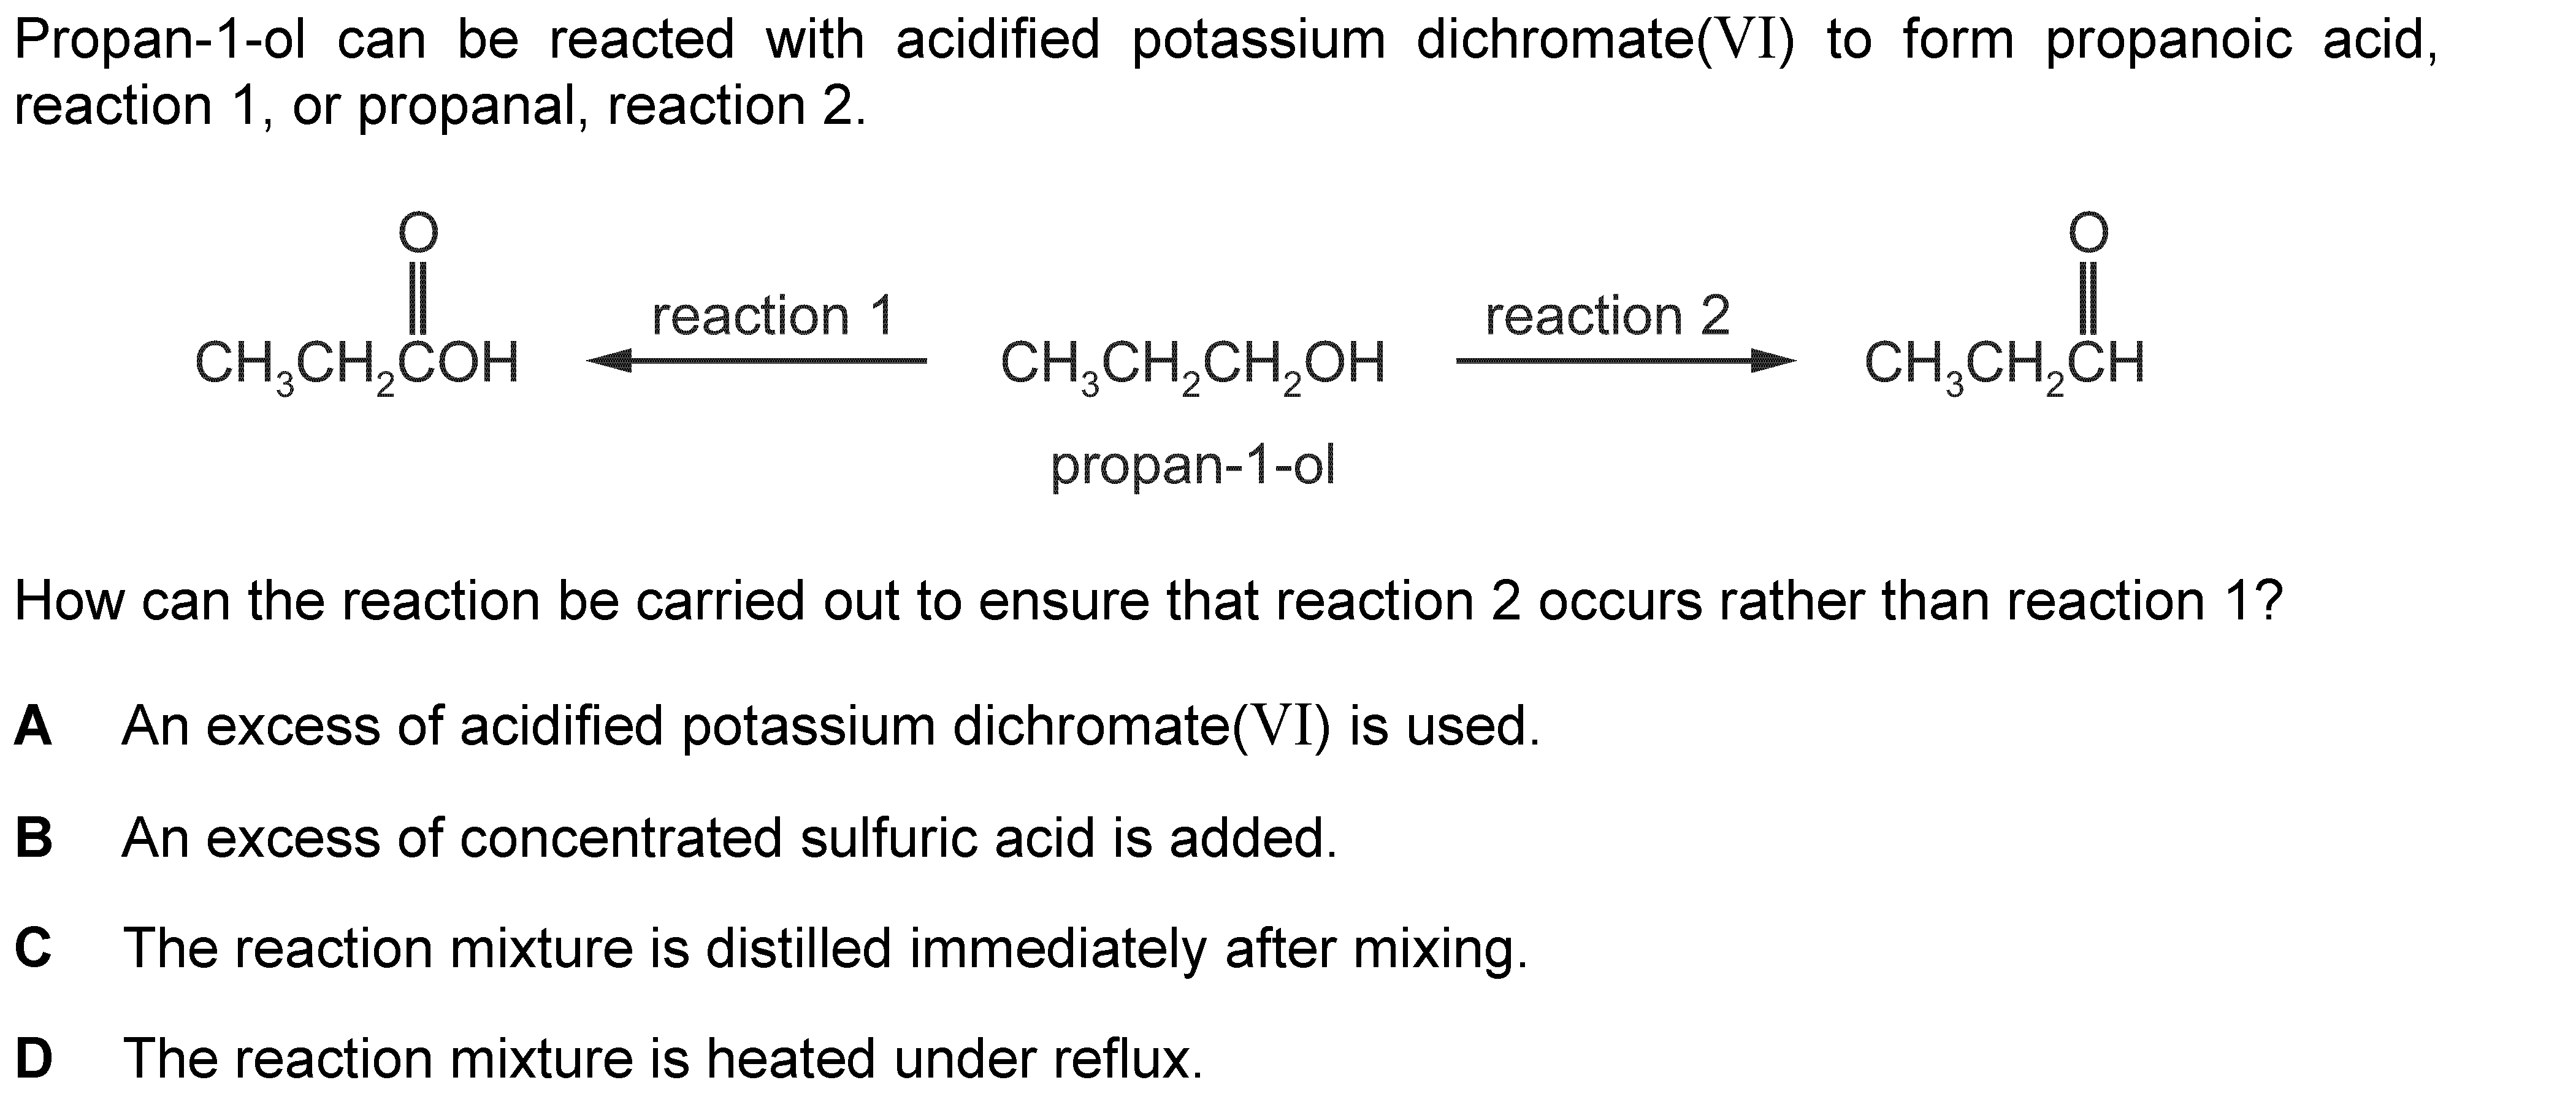 Propan-1-ol can be reacted with acidified potassium dichromate(VI) to form propanoic acid,
reaction 1, or propanal, reaction 2.
O O
reaction 1 reaction 2
CH₃CH₂COH CH₃CH₂CH₂OH CH₃CH₂CH
propan-1-ol
How can the reaction be carried out to ensure that reaction 2 occurs rather than reaction 1?
A An excess of acidified potassium dichromate(VI) is used.
B An excess of concentrated sulfuric acid is added.
C The reaction mixture is distilled immediately after mixing.
D The reaction mixture is heated under reflux.